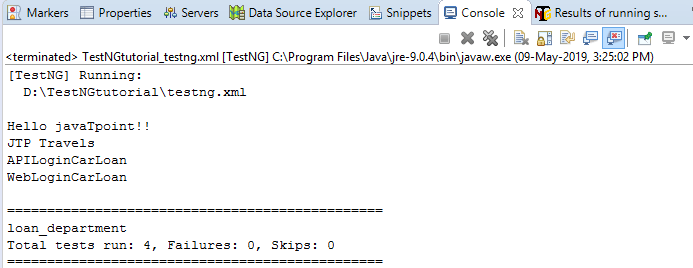 Markers Properties Servers Data Source Explorer Snippets Console Results of running s...
<terminated> TestNGtutorial_testng.xml [TestNG] C:\Program Files\Java\jre-9.0.4\bin\javaw.exe (09-May-2019, 3:25:02 PM)
[TestNG] Running:
  D:\TestNGtutorial\testng.xml

Hello javaTpoint!!
JTP Travels
APILoginCarLoan
WebLoginCarLoan

===============================================
loan_department
Total tests run: 4, Failures: 0, Skips: 0
===============================================